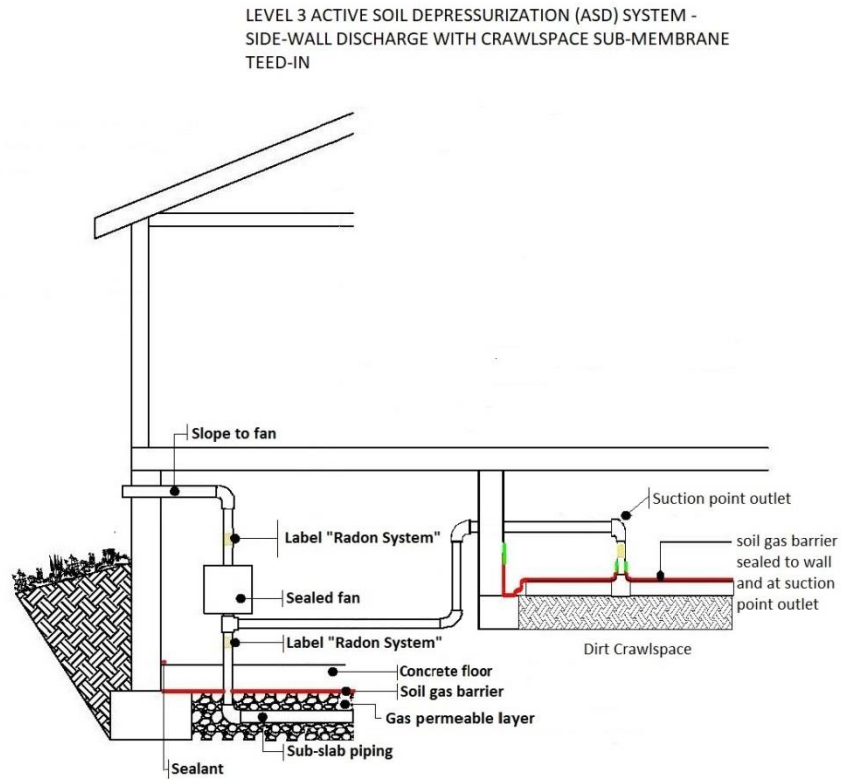 LEVEL 3 ACTIVE SOIL DEPRESSURIZATION (ASD) SYSTEM -
SIDE-WALL DISCHARGE WITH CRAWLSPACE SUB-MEMBRANE
TEED-IN
Slope to fan
Suction point outlet
Label "Radon System"
soil gas barrier
sealed to wall
and at suction
point outlet
Sealed fan
Label "Radon System"
Dirt Crawlspace
Concrete floor
Soil gas barrier
Gas permeable layer
Sub-slab piping
Sealant